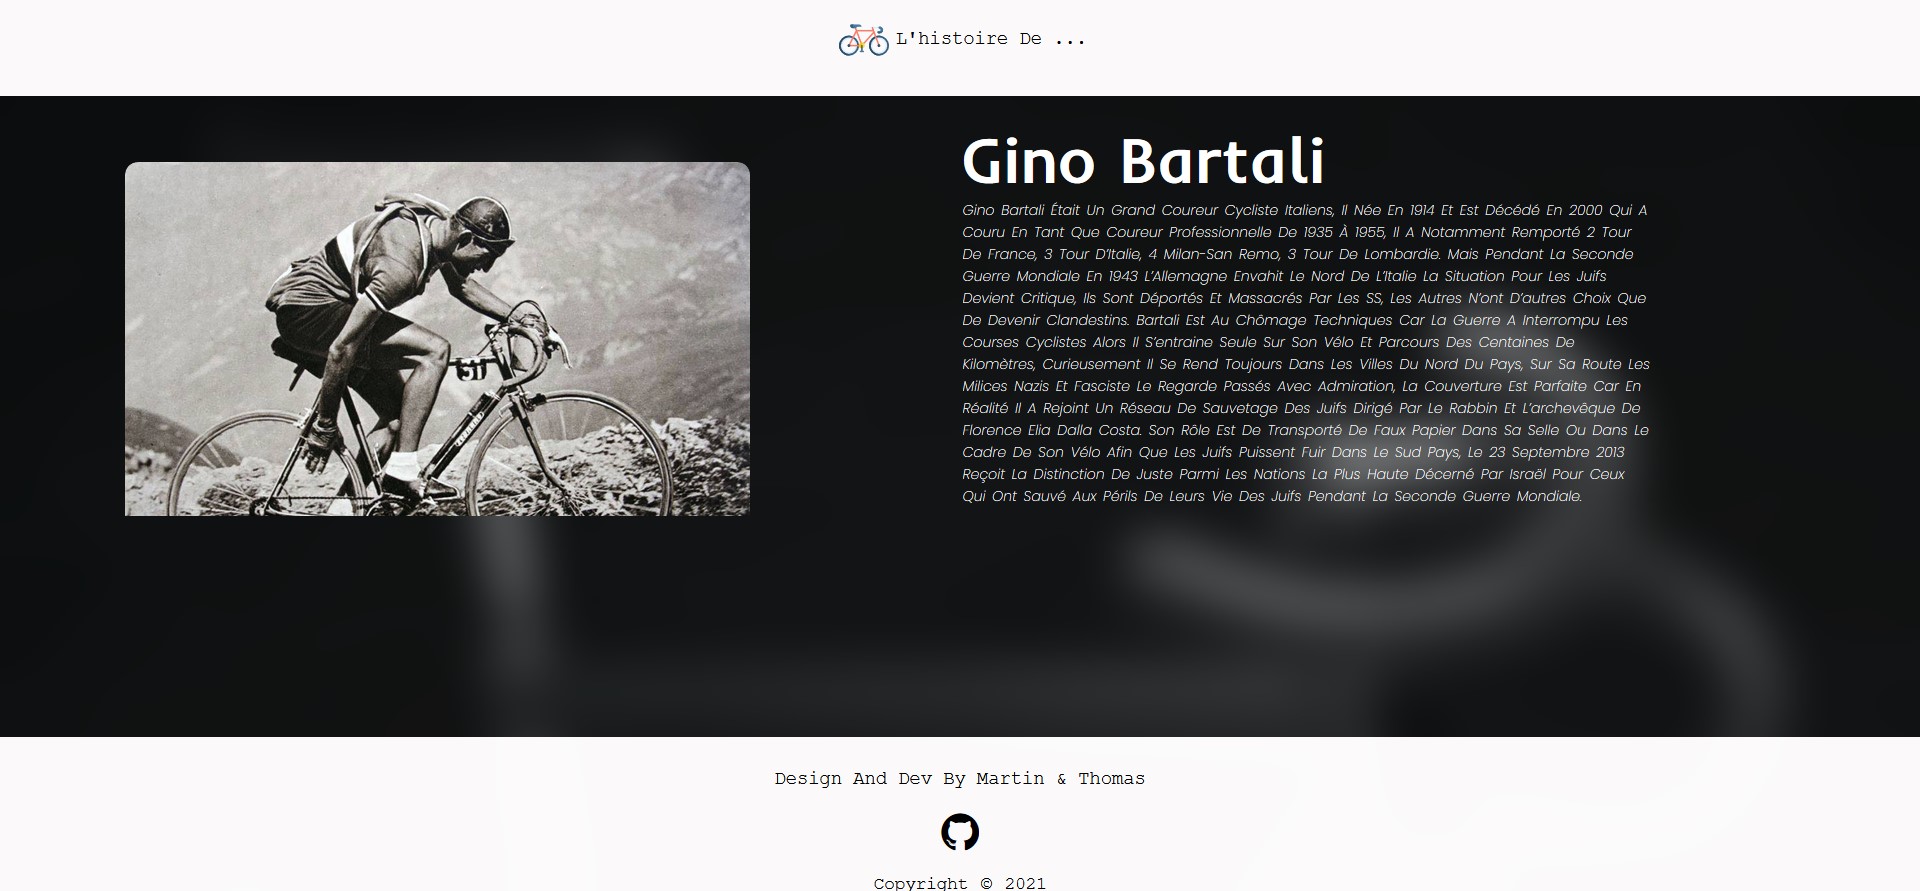 L'histoire De ...
Gino Bartali
Gino Bartali Était Un Grand Coureur Cycliste Italiens, Il Née En 1914 Et Est Décédé En 2000 Qui A
Couru En Tant Que Coureur Professionnelle De 1935 À 1955, Il A Notamment Remporté 2 Tour
De France, 3 Tour D'Italie, 4 Milan-San Remo, 3 Tour De Lombardie. Mais Pendant La Seconde
Guerre Mondiale En 1943 L'Allemagne Envahit Le Nord De L'Italie La Situation Pour Les Juifs
Devient Critique, Ils Sont Déportés Et Massacrés Par Les SS, Les Autres N'ont D'autres Choix Que
De Devenir Clandestins. Bartali Est Au Chômage Techniques Car La Guerre A Interrompu Les
Courses Cyclistes Alors Il S'entraine Seule Sur Son Vélo Et Parcours Des Centaines De
Kilomètres, Curieusement Il Se Rend Toujours Dans Les Villes Du Nord Du Pays, Sur Sa Route Les
Milices Nazis Et Fasciste Le Regarde Passés Avec Admiration, La Couverture Est Parfaite Car En
Réalité Il A Rejoint Un Réseau De Sauvetage Des Juifs Dirigé Par Le Rabbin Et L'archevêque De
Florence Elia Dalla Costa. Son Rôle Est De Transporté De Faux Papier Dans Sa Selle Ou Dans Le
Cadre De Son Vélo Afin Que Les Juifs Puissent Fuir Dans Le Sud Pays, Le 23 Septembre 2013
Reçoit La Distinction De Juste Parmi Les Nations La Plus Haute Décerné Par Israël Pour Ceux
Qui Ont Sauvé Aux Périls De Leurs Vie Des Juifs Pendant La Seconde Guerre Mondiale.
Design And Dev By Martin & Thomas
Copyright © 2021